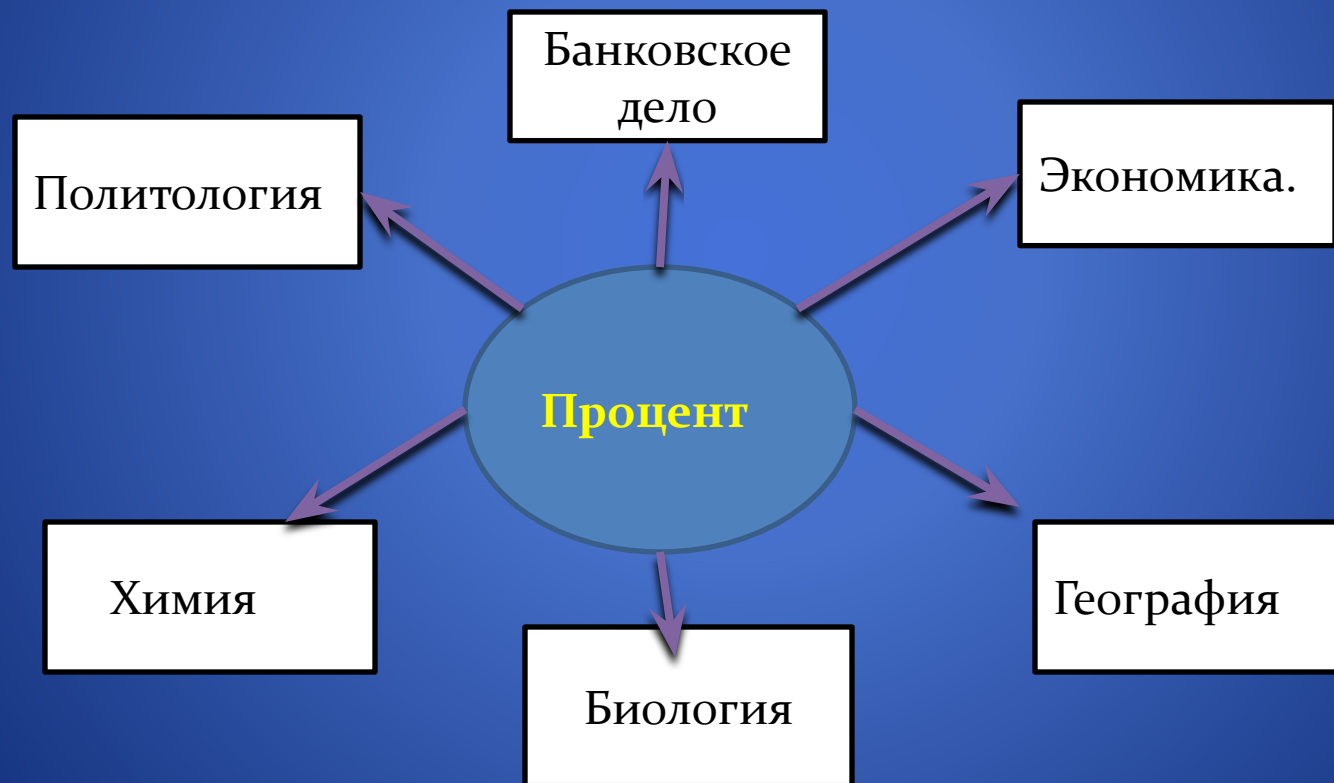 Банковское
дело
Политология
Экономика.
Процент
Химия
География
Биология